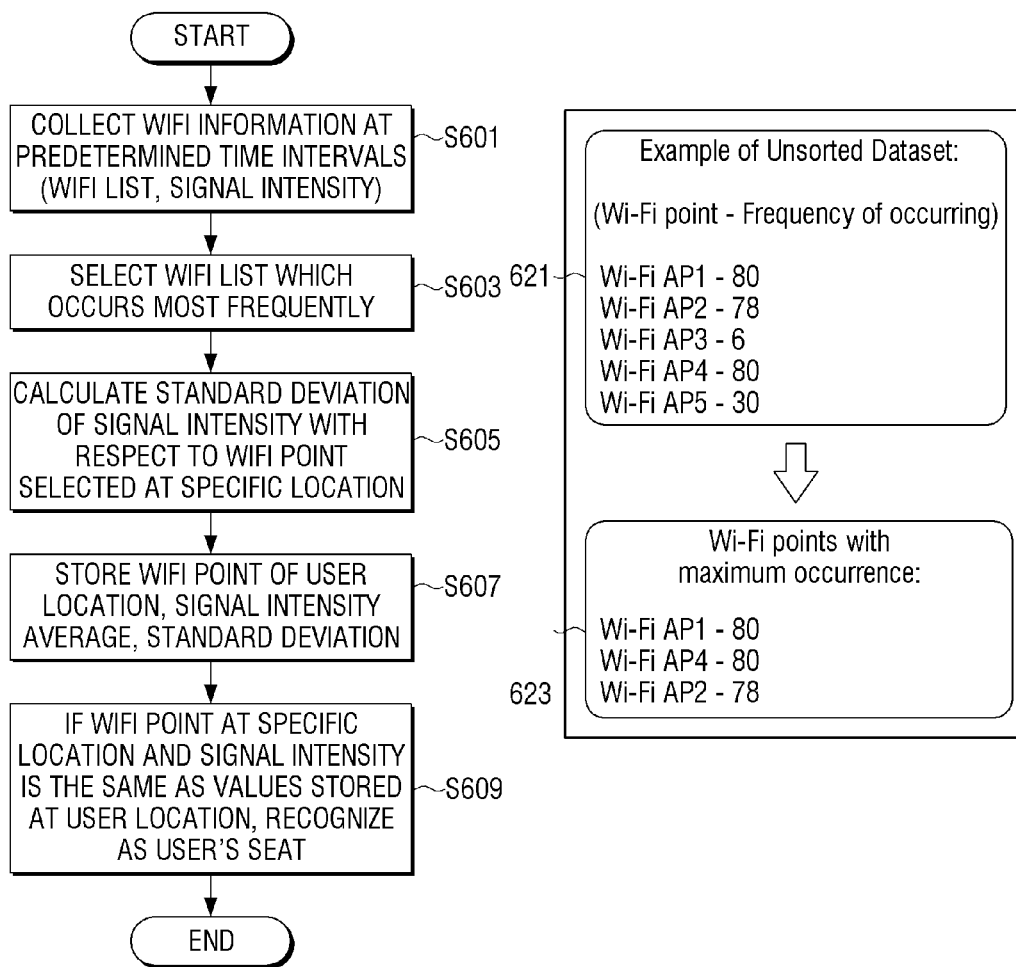 START
COLLECT WIFI INFORMATION AT
PREDETERMINED TIME INTERVALS
(WIFI LIST, SIGNAL INTENSITY)
S601
SELECT WIFI LIST WHICH
OCCURS MOST FREQUENTLY
S603
CALCULATE STANDARD DEVIATION
OF SIGNAL INTENSITY WITH
RESPECT TO WIFI POINT
SELECTED AT SPECIFIC LOCATION
S605
STORE WIFI POINT OF USER
LOCATION, SIGNAL INTENSITY
AVERAGE, STANDARD DEVIATION
S607
IF WIFI POINT AT SPECIFIC
LOCATION AND SIGNAL INTENSITY
IS THE SAME AS VALUES STORED
AT USER LOCATION, RECOGNIZE
AS USER'S SEAT
S609
END
Example of Unsorted Dataset:
(Wi-Fi point - Frequency of occurring)
621
Wi-Fi AP1 - 80
Wi-Fi AP2 - 78
Wi-Fi AP3 - 6
Wi-Fi AP4 - 80
Wi-Fi AP5 - 30
Wi-Fi points with
maximum occurrence:
Wi-Fi AP1 - 80
Wi-Fi AP4 - 80
Wi-Fi AP2 - 78
623